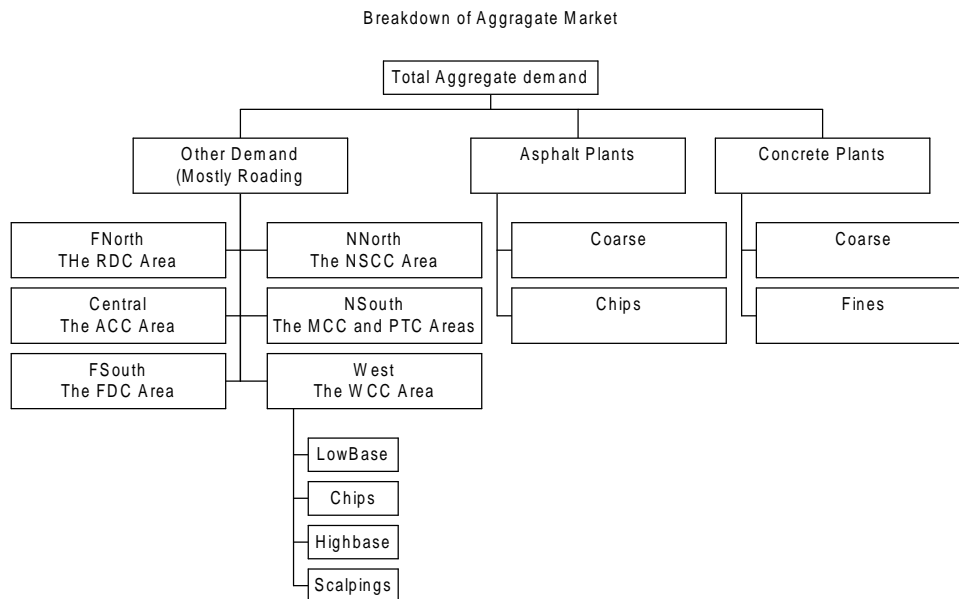 Breakdown of Aggragate Market
Total Aggregate demand
Other Demand
(Mostly Roading
Asphalt Plants
Concrete Plants
FNorth
THe RDC Area
NNorth
The NSCC Area
Coarse
Coarse
Central
The ACC Area
NSouth
The MCC and PTC Areas
Chips
Fines
FSouth
The FDC Area
West
The WCC Area
LowBase
Chips
Highbase
Scalpings